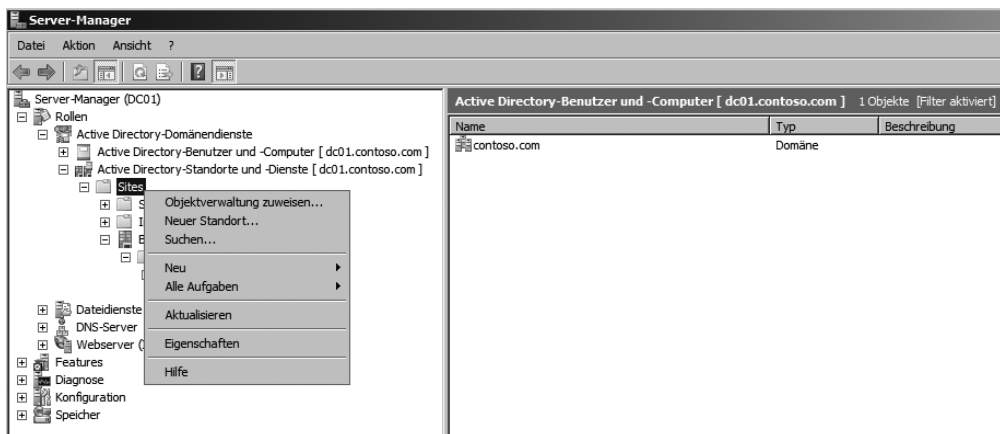 Server-Manager
Datei Aktion Ansicht ?
Server-Manager (DC01)
Rollen
Active Directory-Domänendienste
Active Directory-Benutzer und -Computer [ dc01.contoso.com ]
Active Directory-Standorte und -Dienste [ dc01.contoso.com ]
Sites
S
I
B
Dateidienste
DNS-Server
Webserver (
Features
Diagnose
Konfiguration
Speicher
Objektverwaltung zuweisen...
Neuer Standort...
Suchen...
Neu
Alle Aufgaben
Aktualisieren
Eigenschaften
Hilfe
Active Directory-Benutzer und -Computer [ dc01.contoso.com ] 1 Objekte [Filter aktiviert]
Name Typ Beschreibung
contoso.com Domäne